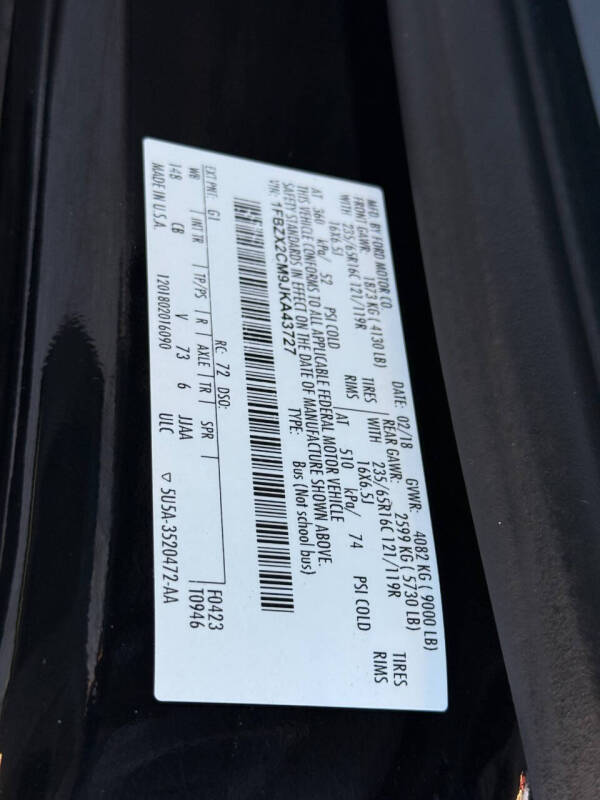 MFD. BY FORD MOTOR CO.
DATE: 02/18 GVWR: 4082 KG ( 9000 LB)
FRONT GAWR: REAR GAWR:
1873 KG ( 4130 LB) 2599 KG ( 5730 LB)
WITH 235/65R16C 121/119R TIRES WITH 235/65R16C 121/119R TIRES
16X6.5J RIMS 16X6.5J RIMS
AT 360 kPa/ 52 PSI COLD AT 510 kPa/ 74 PSI COLD
THIS VEHICLE CONFORMS TO ALL APPLICABLE FEDERAL MOTOR VEHICLE
SAFETY STANDARDS IN EFFECT ON THE DATE OF MANUFACTURE SHOWN ABOVE.
VIN: 1FBZX2CM9JKA43727 TYPE: Bus (Not school bus)
EXT PNT: G1 RC: 72 DSO: F0423
WB INT TR TP/PS R AXLE TR SPR T0946
148 CB V 73 6 JJAA
MADE IN U.S.A. 1201802016090 ULC ▽ 5U5A-3520472-AA